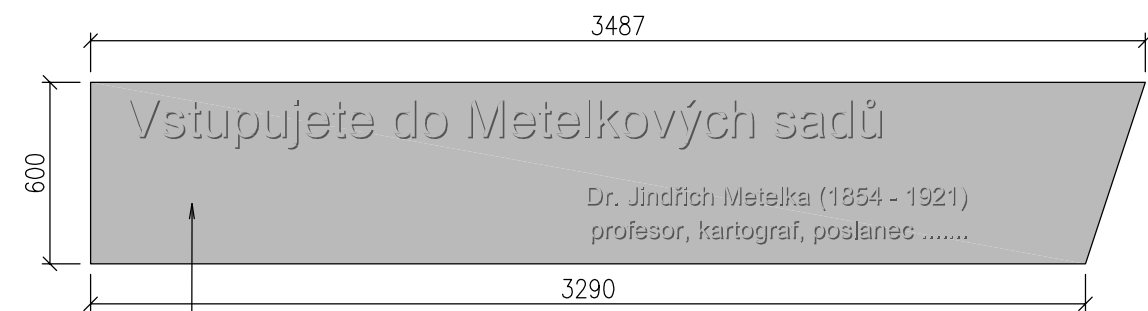 3487
Vstupujete do Metelkových sadů
600
Dr. Jindřich Metelka (1854 - 1921)
profesor, kartograf, poslanec .......
3290